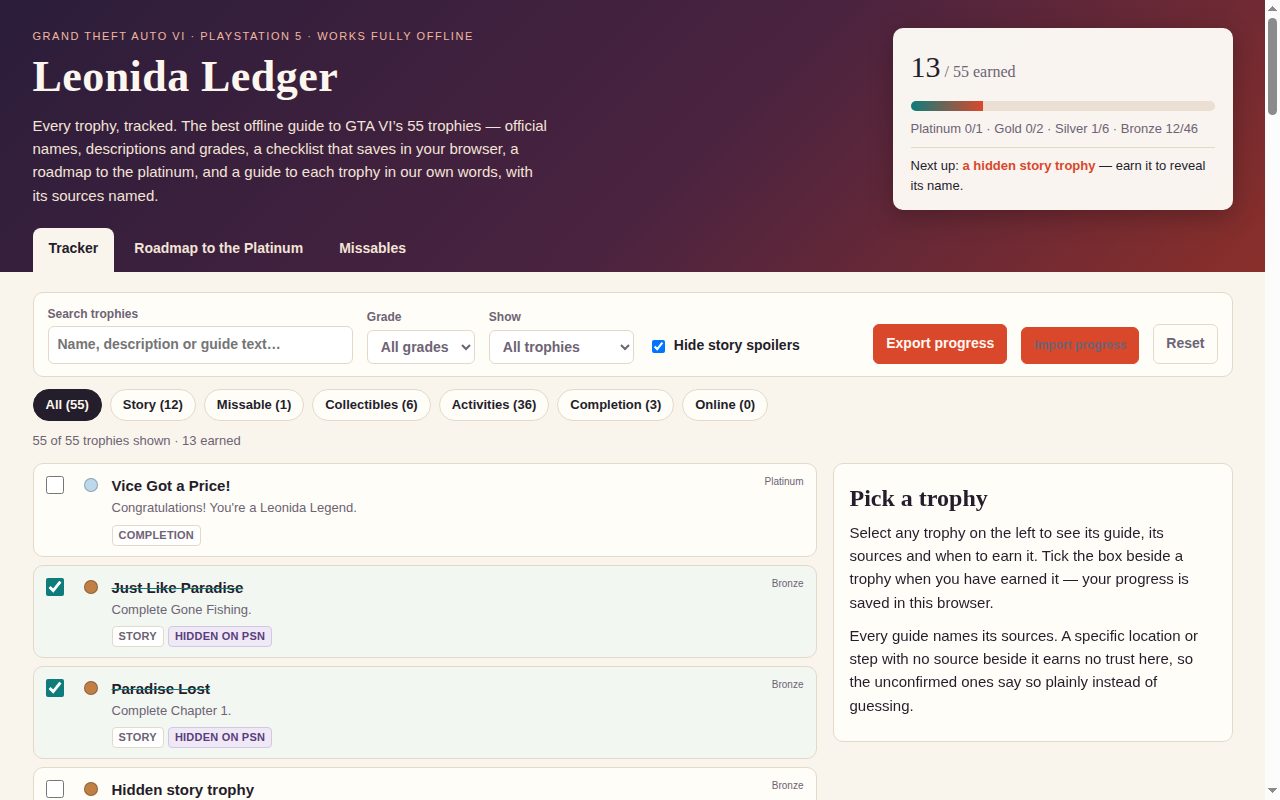 GRAND THEFT AUTO VI · PLAYSTATION 5 · WORKS FULLY OFFLINE
Leonida Ledger
Every trophy, tracked. The best offline guide to GTA VI’s 55 trophies — official
names, descriptions and grades, a checklist that saves in your browser, a
roadmap to the platinum, and a guide to each trophy in our own words, with
its sources named.
13 / 55 earned
Platinum 0/1 · Gold 0/2 · Silver 1/6 · Bronze 12/46
Next up: a hidden story trophy — earn it to reveal
its name.
Tracker Roadmap to the Platinum Missables
Search trophies
Name, description or guide text…
Grade
All grades
Show
All trophies
Hide story spoilers
Export progress
Import progress
Reset
All (55) Story (12) Missable (1) Collectibles (6) Activities (36) Completion (3) Online (0)
55 of 55 trophies shown · 13 earned
Vice Got a Price!
Platinum
Congratulations! You're a Leonida Legend.
COMPLETION
Just Like Paradise
Bronze
Complete Gone Fishing.
STORY HIDDEN ON PSN
Paradise Lost
Bronze
Complete Chapter 1.
STORY HIDDEN ON PSN
Hidden story trophy
Bronze
Pick a trophy
Select any trophy on the left to see its guide, its
sources and when to earn it. Tick the box beside a
trophy when you have earned it — your progress is
saved in this browser.
Every guide names its sources. A specific location or
step with no source beside it earns no trust here, so
the unconfirmed ones say so plainly instead of
guessing.